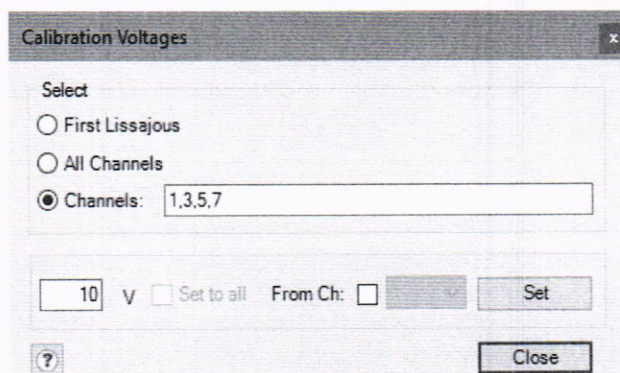 Calibration Voltages x
Select
First Lissajous
All Channels
Channels: 1,3,5,7
10 V Set to all From Ch: Set
? Close